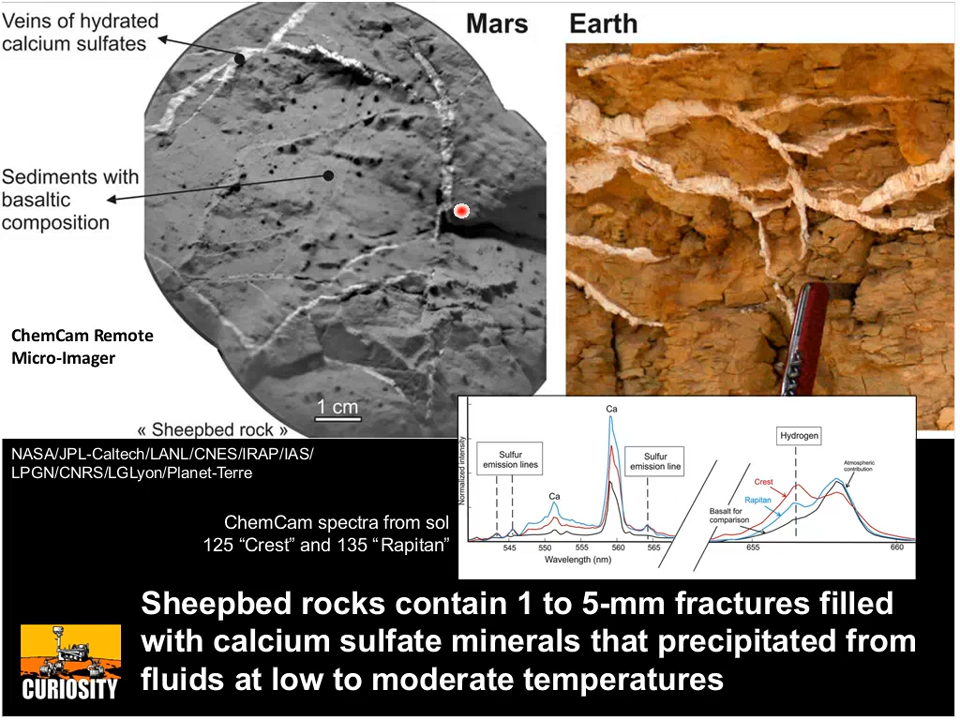 Veins of hydrated
calcium sulfates
Mars
Earth
Sediments with
basaltic
composition
ChemCam Remote
Micro-Imager
1 cm
« Sheepbed rock »
NASA/JPL-Caltech/LANL/CNES/IRAP/IAS/
LPGN/CNRS/LGLyon/Planet-Terre
ChemCam spectra from sol
125 “Crest” and 135 “Rapitan”
Normalized intensity
Sulfur
emission lines
Ca
Ca
Sulfur
emission line
Hydrogen
Atmospheric
contribution
Crest
Rapitan
Basalt for
comparison
545
550
555
560
565
655
660
Wavelength (nm)
Sheepbed rocks contain 1 to 5-mm fractures filled
with calcium sulfate minerals that precipitated from
fluids at low to moderate temperatures
CURIOSITY